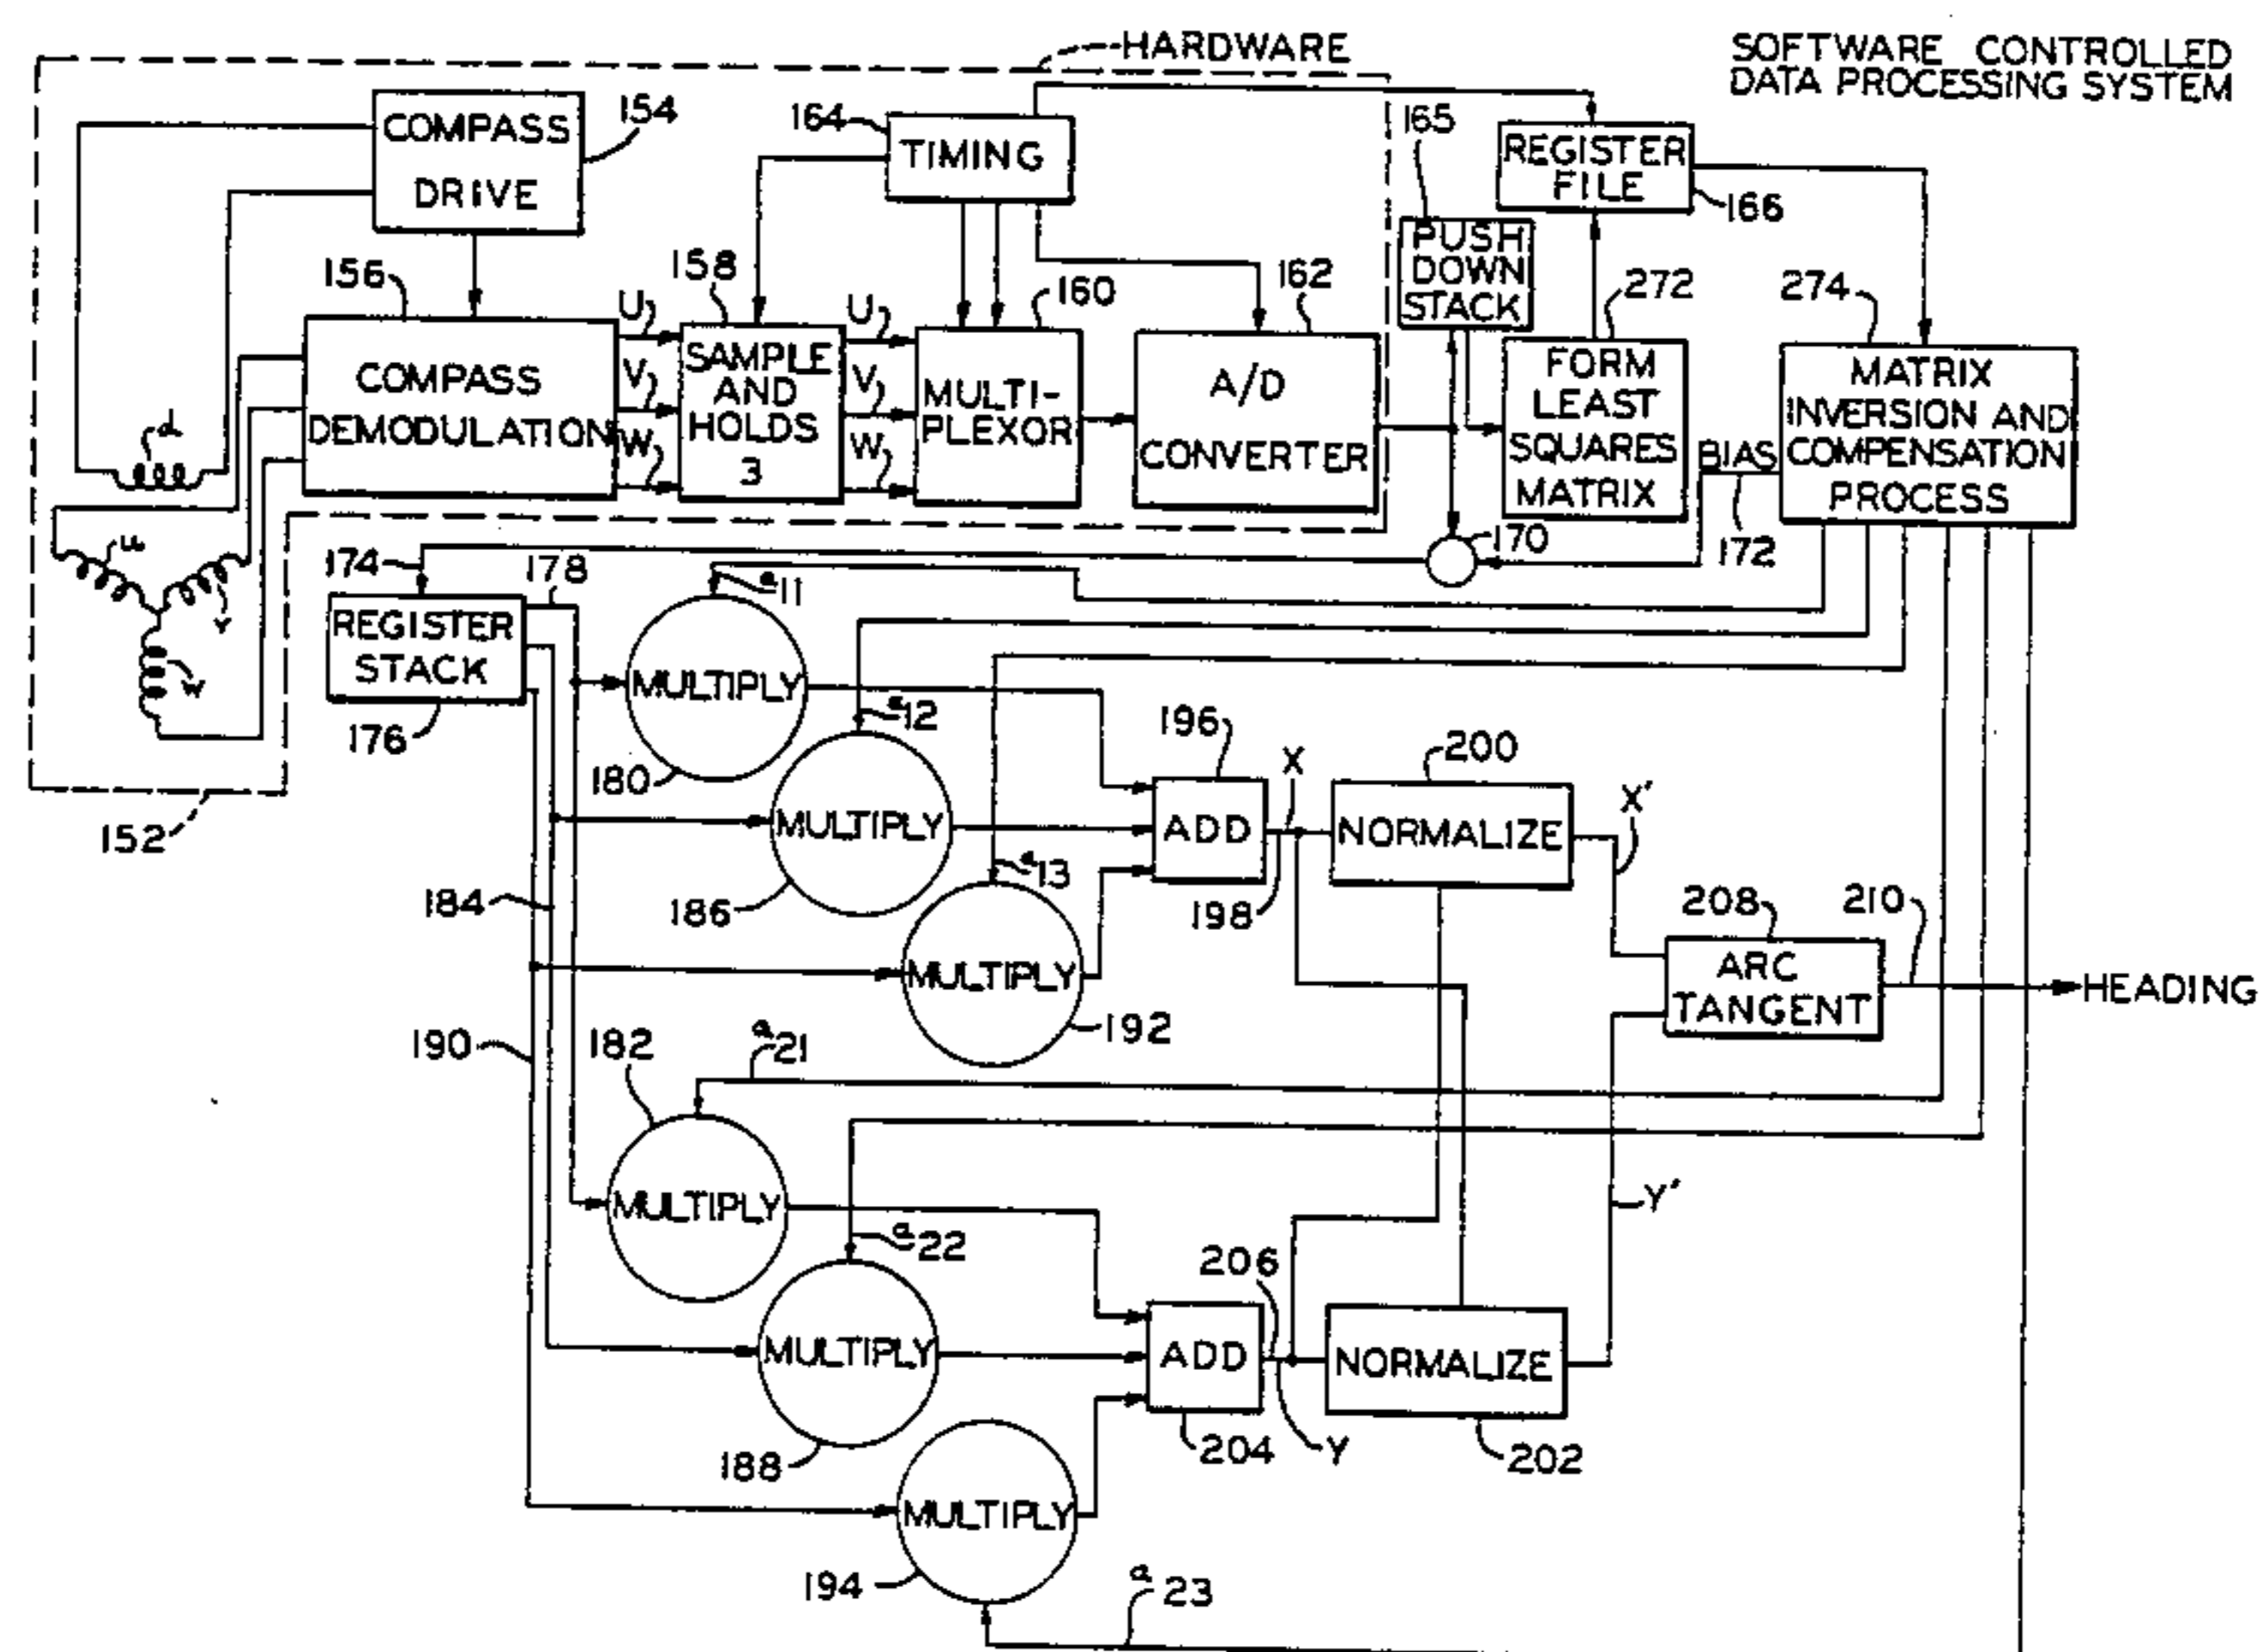 HARDWARE
SOFTWARE CONTROLLED
DATA PROCESSING SYSTEM
COMPASS
DRIVE
154
164
TIMING
165
REGISTER
FILE
166
PUSH
DOWN
STACK
156
158
160
162
272
274
U
V
W
U
V
W
COMPASS
DEMODULATION
SAMPLE
AND
HOLDS
3
MULTI-
PLEXOR
A/D
CONVERTER
FORM
LEAST
SQUARES
MATRIX
MATRIX
INVERSION AND
COMPENSATION
PROCESS
BIAS
172
170
d
u
v
w
152
174
178
REGISTER
STACK
176
a11
MULTIPLY
180
a12
MULTIPLY
186
a13
MULTIPLY
192
184
190
196
ADD
X
198
200
NORMALIZE
X'
208
ARC
TANGENT
210
HEADING
182
a21
MULTIPLY
a22
MULTIPLY
188
MULTIPLY
194
a23
206
ADD
204
Y
NORMALIZE
202
Y'